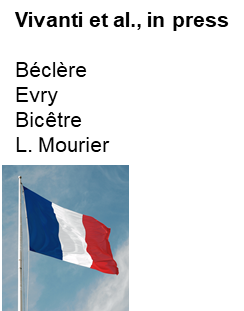 Vivanti et al., in press
Béclère
Evry
Bicêtre
L. Mourier